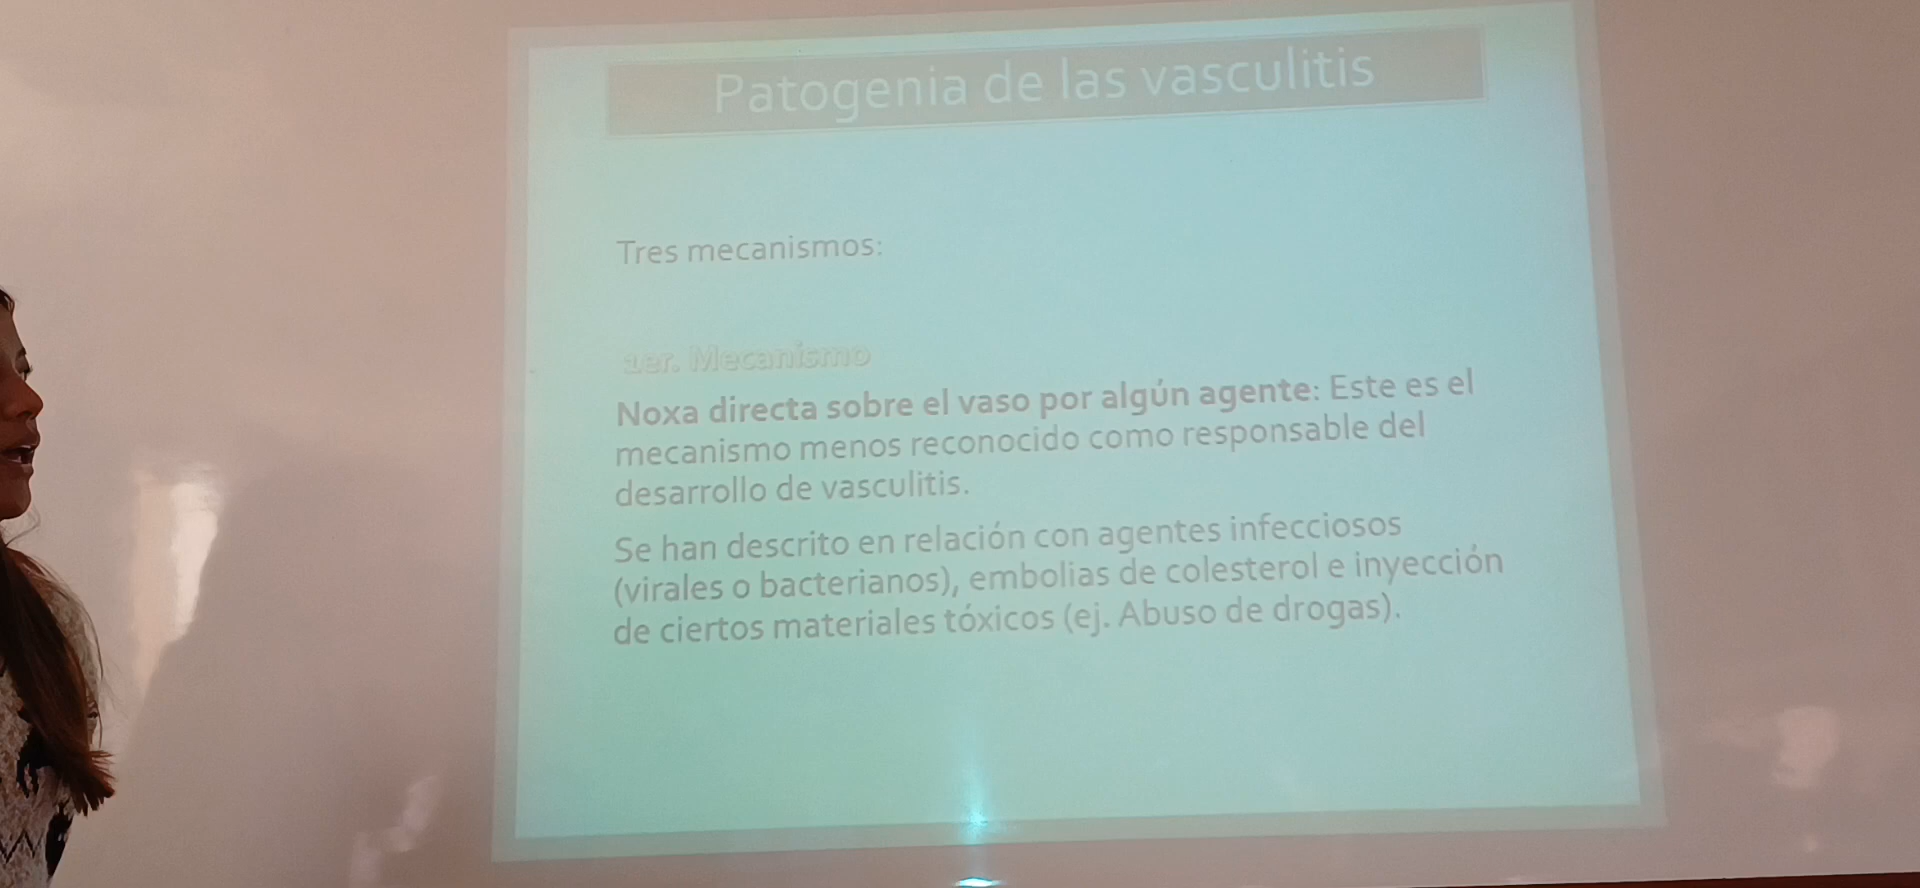 Patogenia de las vasculitis
Tres mecanismos:
1er. Mecanismo
Noxa directa sobre el vaso por algún agente: Este es el
mecanismo menos reconocido como responsable del
desarrollo de vasculitis.
Se han descrito en relación con agentes infecciosos
(virales o bacterianos), embolias de colesterol e inyección
de ciertos materiales tóxicos (ej. Abuso de drogas).